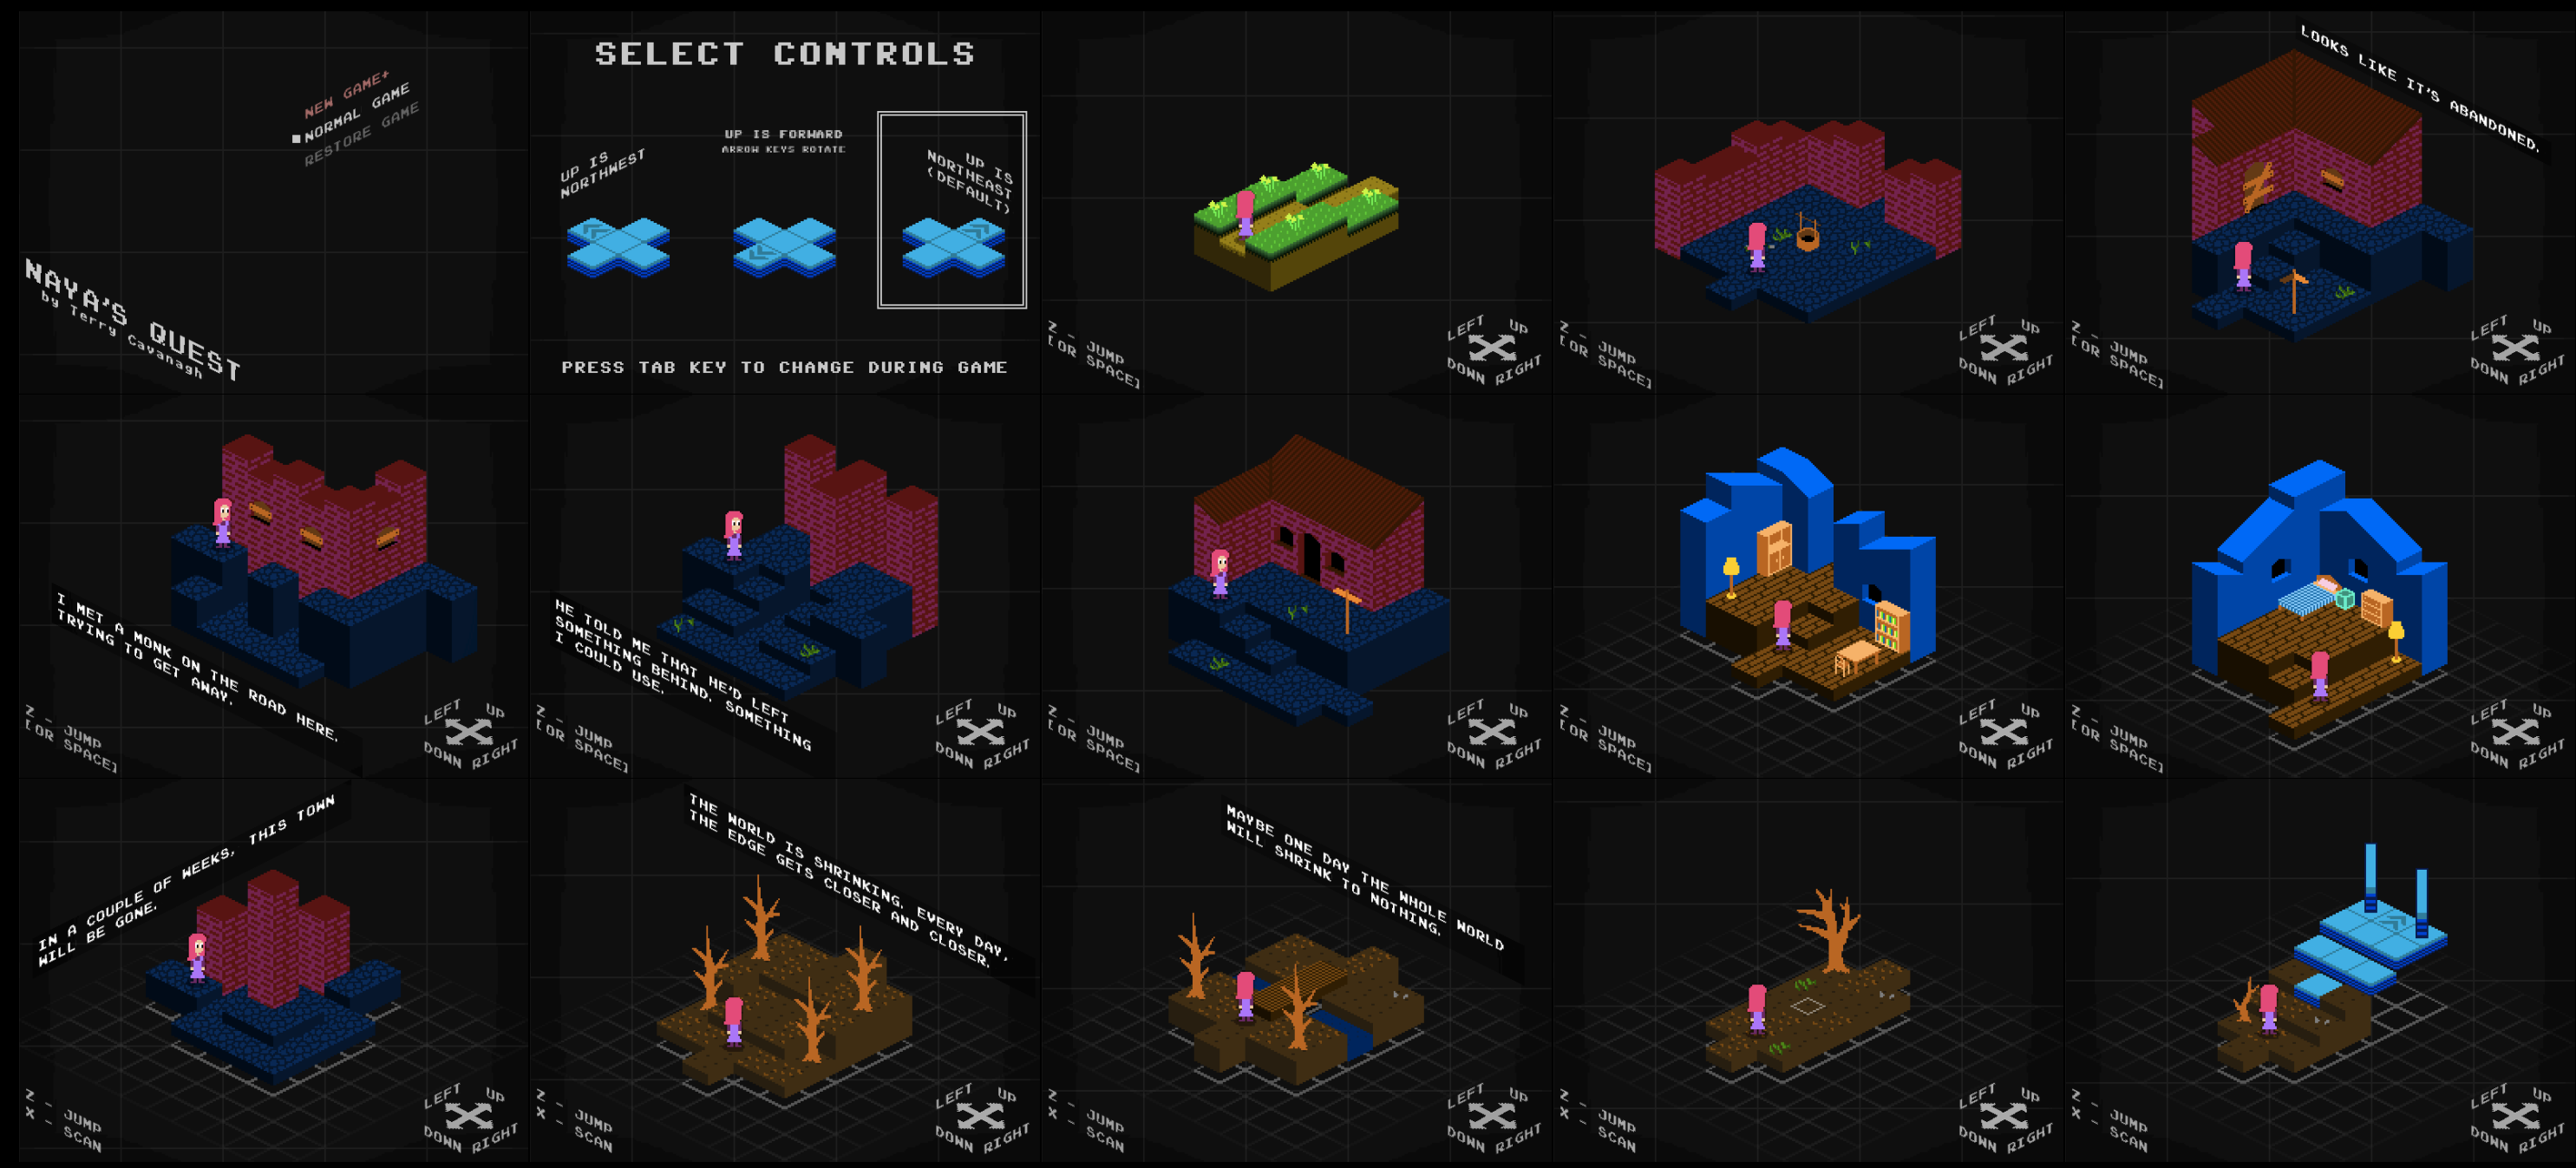 NEW GAME+
NORMAL GAME
RESTORE GAME
NAYA'S QUEST
by Terry Cavanagh
SELECT CONTROLS
UP IS
NORTHWEST
UP IS FORWARD
ARROW KEYS ROTATE
UP IS
NORTHEAST
(DEFAULT)
PRESS TAB KEY TO CHANGE DURING GAME
Z - JUMP
[OR SPACE]
LEFT UP
DOWN RIGHT
Z - JUMP
[OR SPACE]
LEFT UP
DOWN RIGHT
LOOKS LIKE IT'S ABANDONED.
Z - JUMP
[OR SPACE]
LEFT UP
DOWN RIGHT
I MET A MONK ON THE ROAD HERE.
TRYING TO GET AWAY.
Z - JUMP
[OR SPACE]
LEFT UP
DOWN RIGHT
HE TOLD ME THAT HE'D LEFT
SOMETHING BEHIND. SOMETHING
I COULD USE.
Z - JUMP
[OR SPACE]
LEFT UP
DOWN RIGHT
Z - JUMP
[OR SPACE]
LEFT UP
DOWN RIGHT
Z - JUMP
[OR SPACE]
LEFT UP
DOWN RIGHT
Z - JUMP
[OR SPACE]
LEFT UP
DOWN RIGHT
IN A COUPLE OF WEEKS, THIS TOWN
WILL BE GONE.
Z - JUMP
X - SCAN
LEFT UP
DOWN RIGHT
THE WORLD IS SHRINKING. EVERY DAY,
THE EDGE GETS CLOSER AND CLOSER.
Z - JUMP
X - SCAN
LEFT UP
DOWN RIGHT
MAYBE ONE DAY THE WHOLE WORLD
WILL SHRINK TO NOTHING.
Z - JUMP
X - SCAN
LEFT UP
DOWN RIGHT
Z - JUMP
X - SCAN
LEFT UP
DOWN RIGHT
Z - JUMP
X - SCAN
LEFT UP
DOWN RIGHT